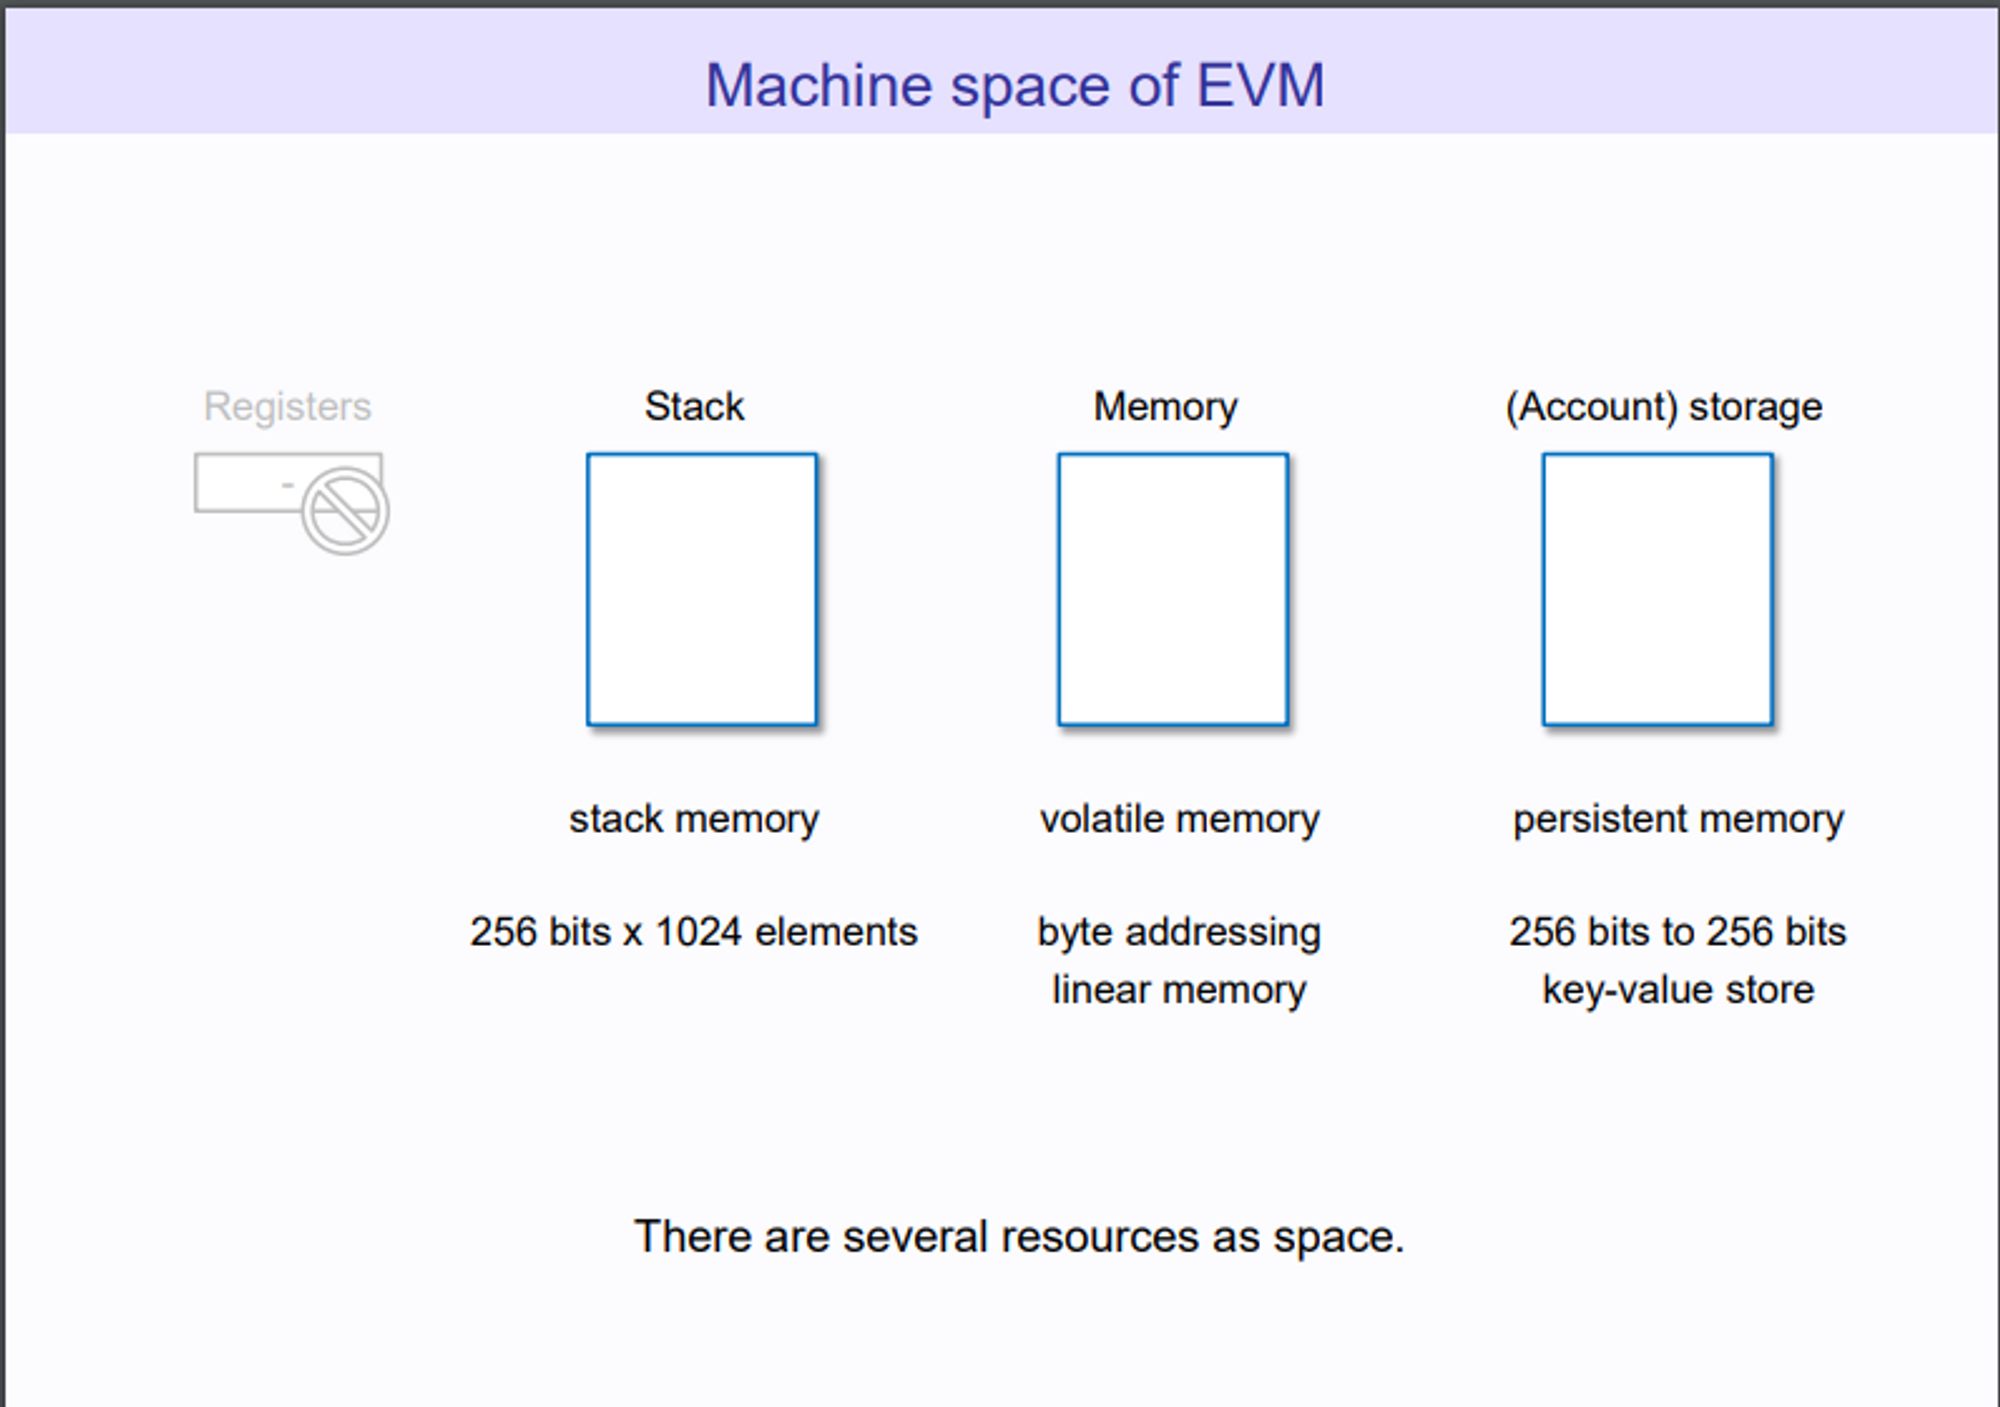 Machine space of EVM
Registers
-
Stack
Memory
(Account) storage
stack memory
volatile memory
persistent memory
256 bits x 1024 elements
byte addressing
linear memory
256 bits to 256 bits
key-value store
There are several resources as space.